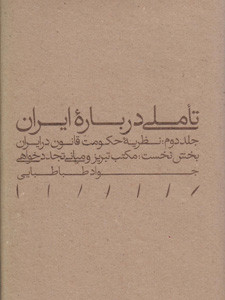 تأملی دربارهٔ ایران
جلد دوم: نظریهٔ حکومت قانون در ایران
بخش نخست: مکتب تبریز و مبانی تجددخواهی
جواد طباطبایی